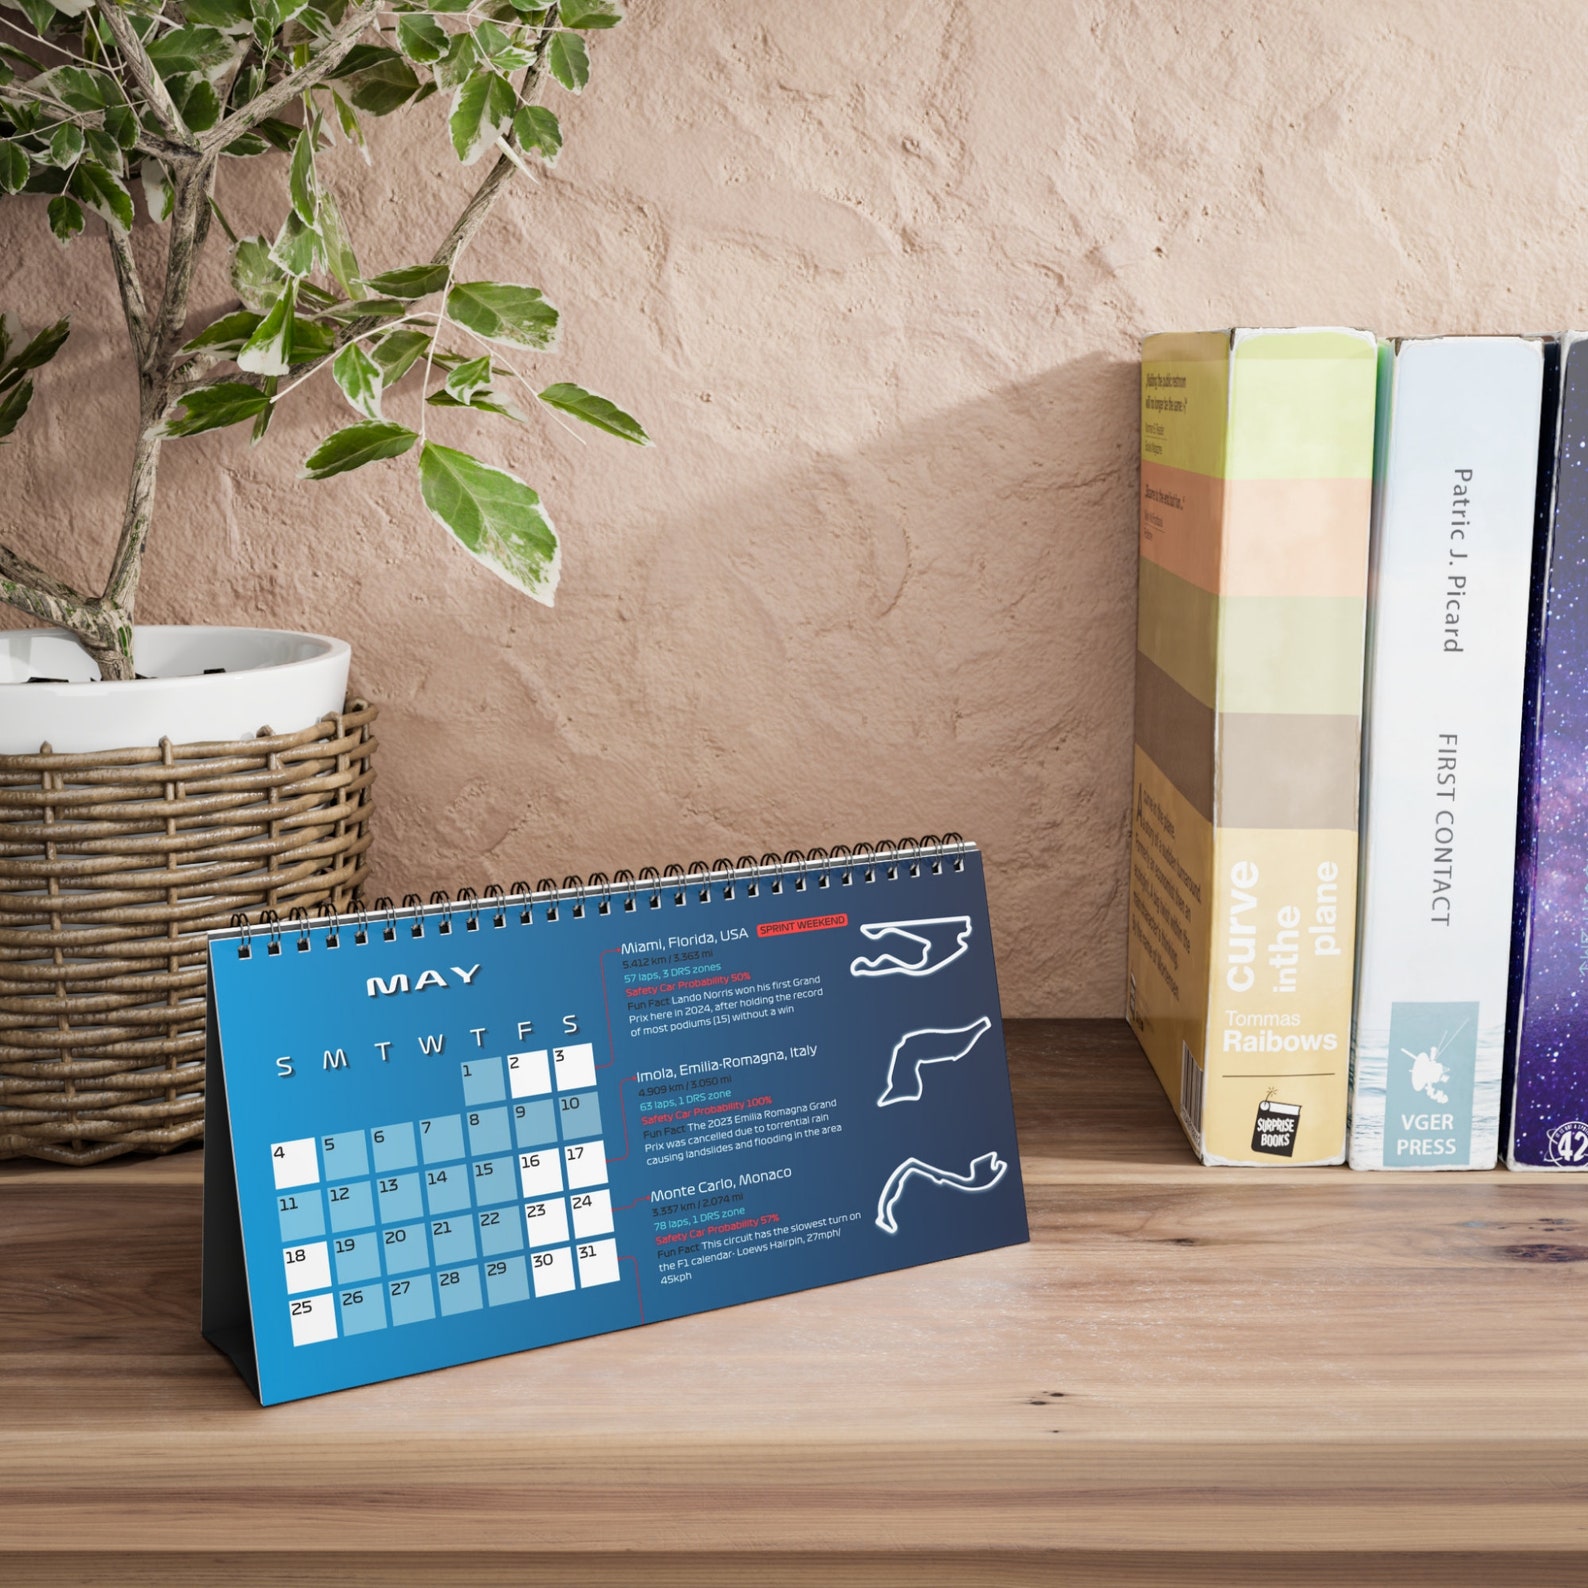 MAY
S M T W T F S
1 2 3
4 5 6 7 8 9 10
11 12 13 14 15 16 17
18 19 20 21 22 23 24
25 26 27 28 29 30 31
Miami, Florida, USA SPRINT WEEKEND
5.412 km / 3.363 mi
57 laps, 3 DRS zones
Safety Car Probability 50%
Fun Fact Lando Norris won his first Grand
Prix here in 2024, after holding the record
of most podiums (15) without a win
Imola, Emilia-Romagna, Italy
4.909 km / 3.050 mi
63 laps, 1 DRS zone
Safety Car Probability 100%
Fun Fact The 2023 Emilia Romagna Grand
Prix was cancelled due to torrential rain
causing landslides and flooding in the area
Monte Carlo, Monaco
3.337 km / 2.074 mi
78 laps, 1 DRS zone
Safety Car Probability 57%
Fun Fact This circuit has the slowest turn on
the F1 calendar- Loews Hairpin, 27mph/
45kph
curve
in the
plane
Tommas
Raibows
SURPRISE
BOOKS
Patric J. Picard
FIRST CONTACT
VGER
PRESS
42